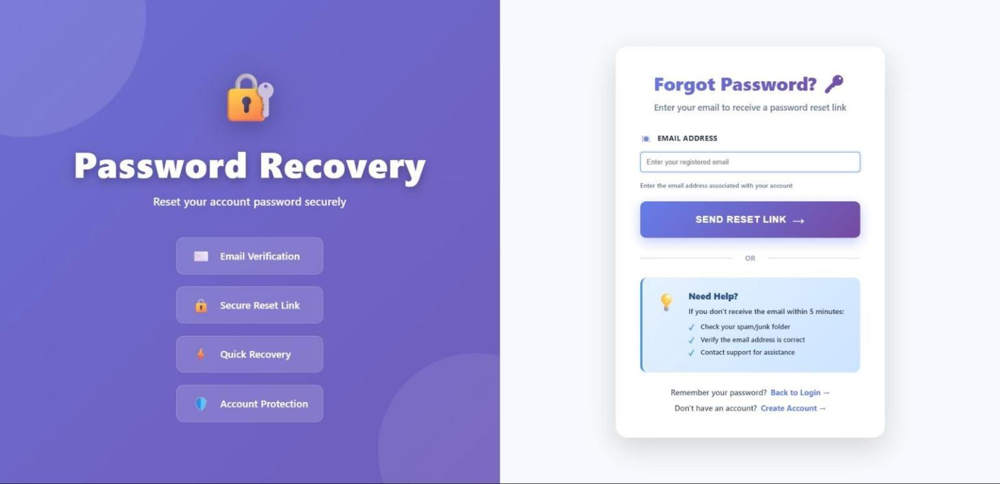 Password Recovery
Reset your account password securely
Email Verification
Secure Reset Link
Quick Recovery
Account Protection
Forgot Password?
Enter your email to receive a password reset link
EMAIL ADDRESS
Enter your registered email
Enter the email address associated with your account
SEND RESET LINK →
OR
Need Help?
If you don't receive the email within 5 minutes:
✓ Check your spam/junk folder
✓ Verify the email address is correct
✓ Contact support for assistance
Remember your password? Back to Login →
Don't have an account? Create Account →